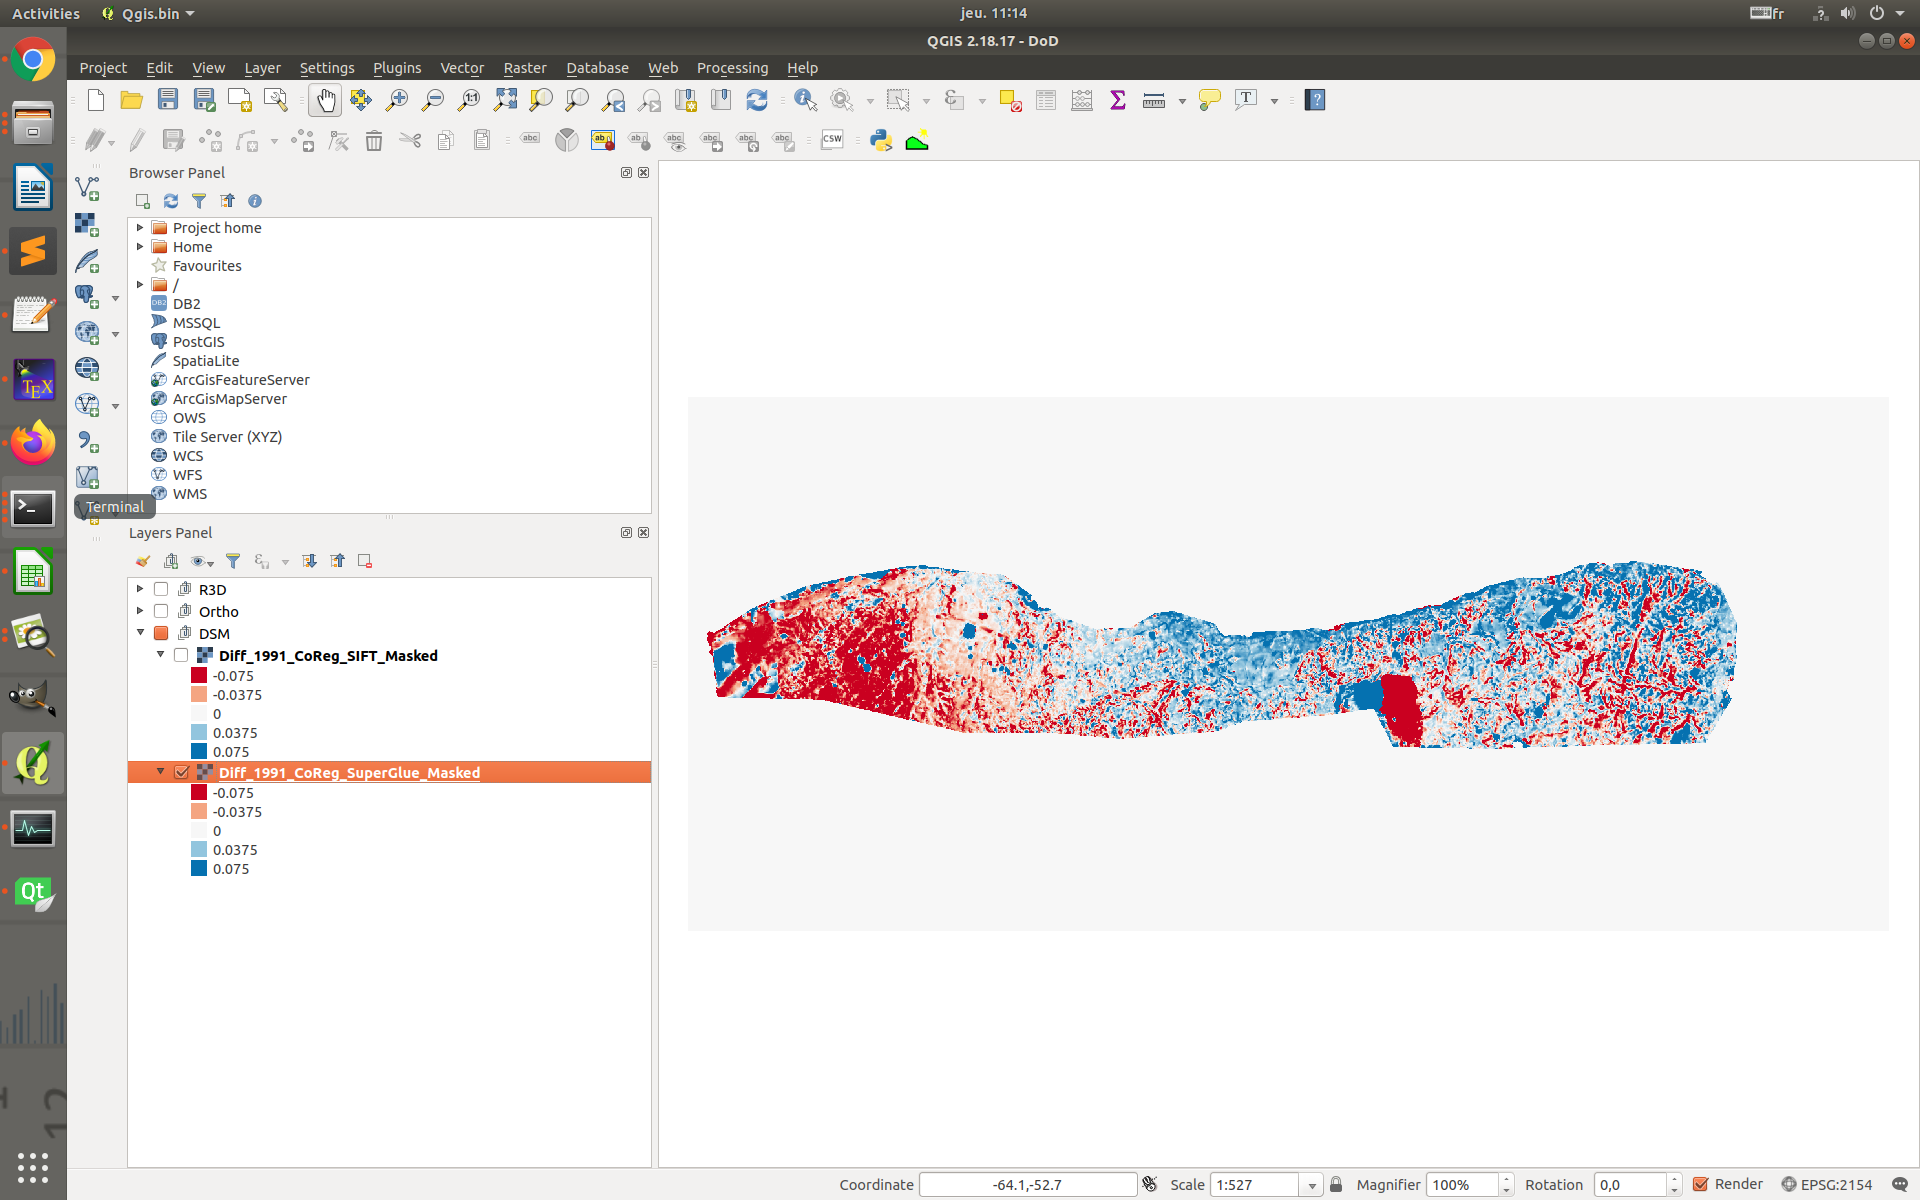 Activities Qgis.bin jeu. 11:14 fr
QGIS 2.18.17 - DoD
Project Edit View Layer Settings Plugins Vector Raster Database Web Processing Help
Browser Panel
Project home
Home
Favourites
/
DB2
MSSQL
PostGIS
SpatiaLite
ArcGisFeatureServer
ArcGisMapServer
OWS
Tile Server (XYZ)
WCS
WFS
WMS
Terminal
Layers Panel
R3D
Ortho
DSM
Diff_1991_CoReg_SIFT_Masked
-0.075
-0.0375
0
0.0375
0.075
Diff_1991_CoReg_SuperGlue_Masked
-0.075
-0.0375
0
0.0375
0.075
Coordinate -64.1,-52.7 Scale 1:527 Magnifier 100% Rotation 0,0 Render EPSG:2154